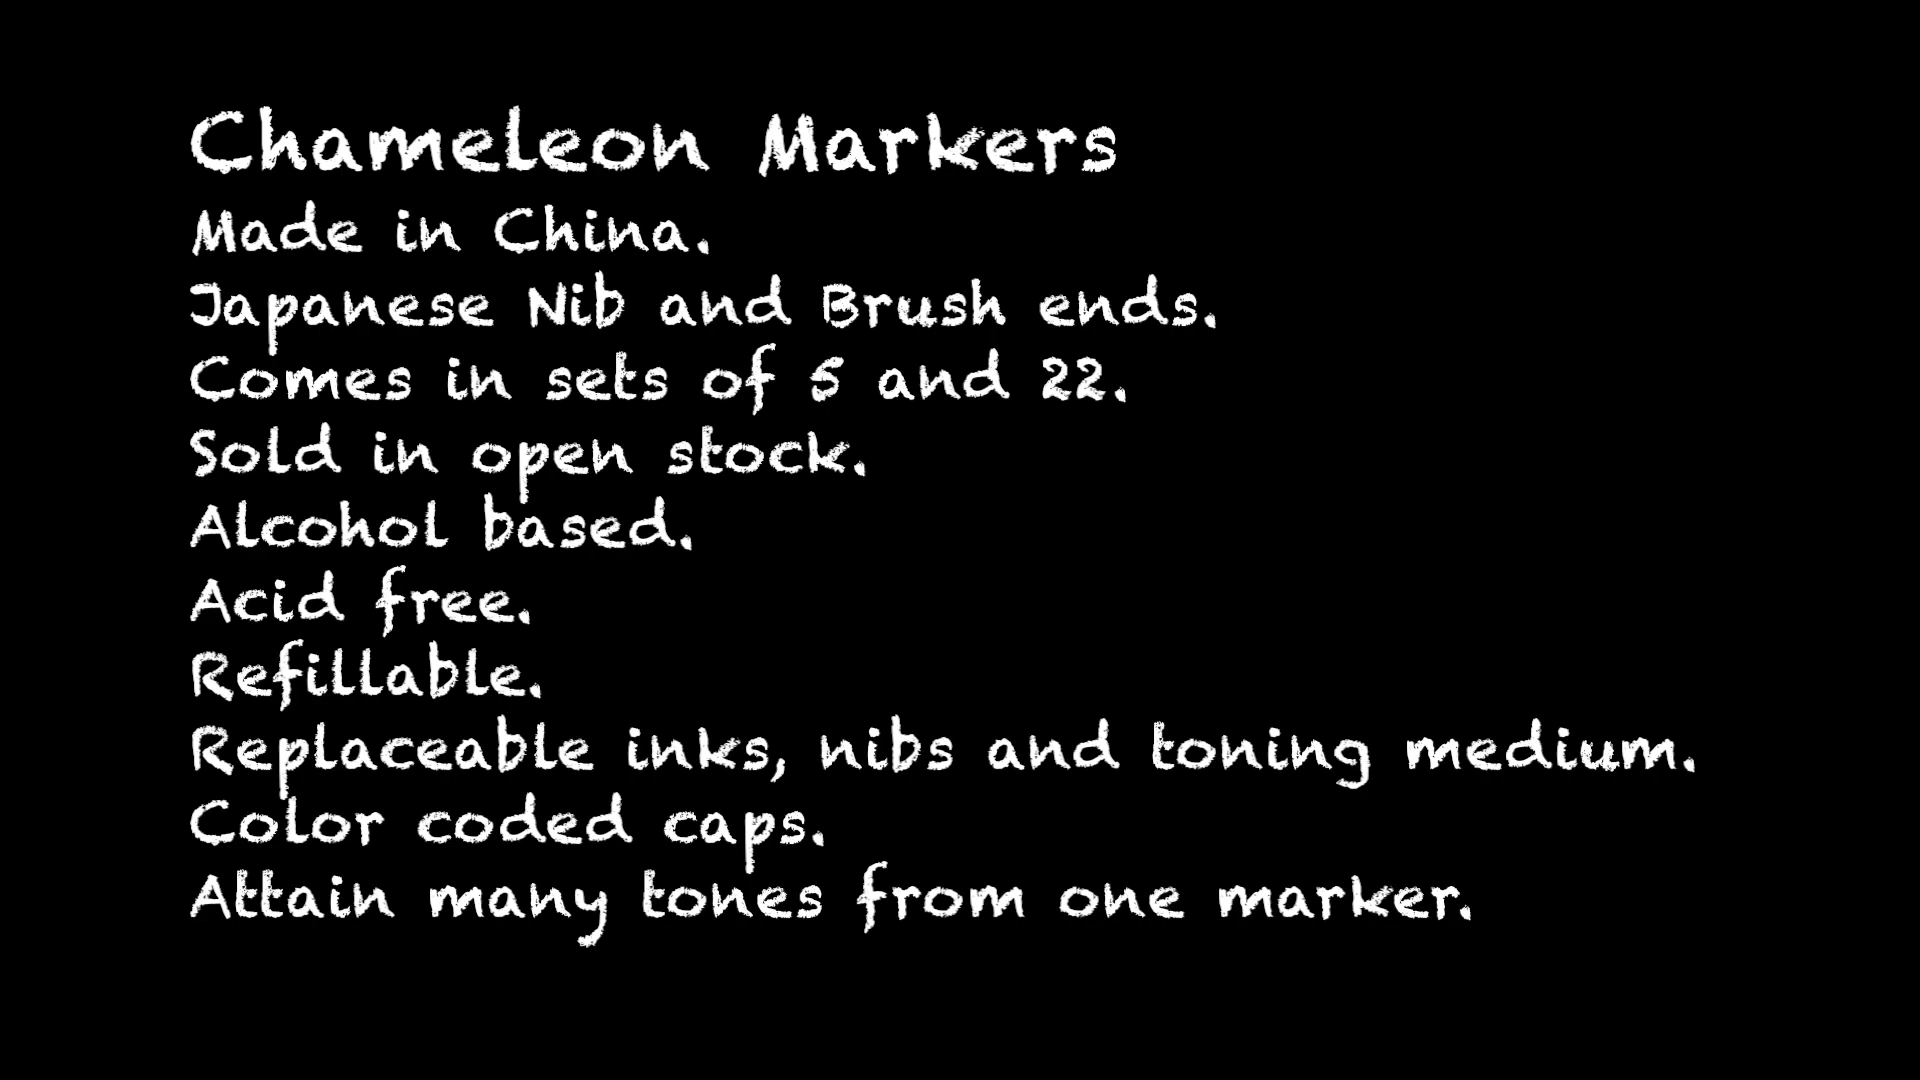 Chameleon Markers
Made in China.
Japanese Nib and Brush ends.
Comes in sets of 5 and 22.
Sold in open stock.
Alcohol based.
Acid free.
Refillable.
Replaceable inks, nibs and toning medium.
Color coded caps.
Attain many tones from one marker.